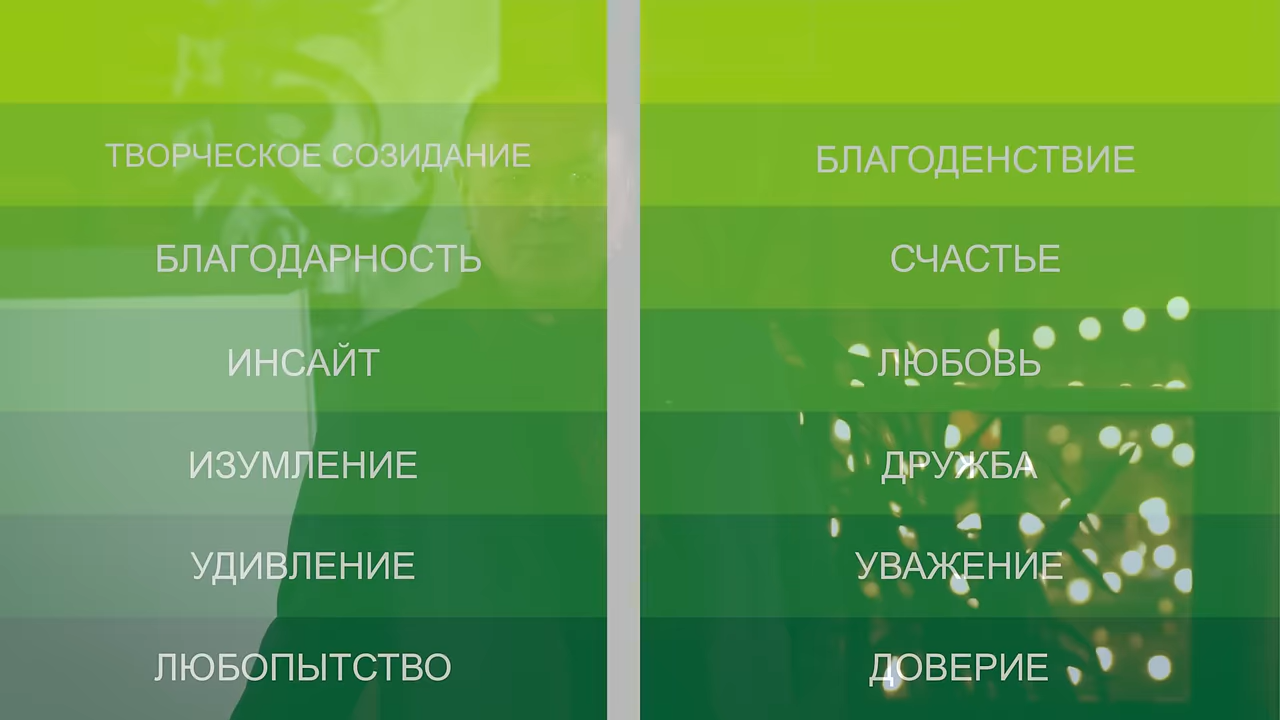 ТВОРЧЕСКОЕ СОЗИДАНИЕ
БЛАГОДАРНОСТЬ
ИНСАЙТ
ИЗУМЛЕНИЕ
УДИВЛЕНИЕ
ЛЮБОПЫТСТВО
БЛАГОДЕНСТВИЕ
СЧАСТЬЕ
ЛЮБОВЬ
ДРУЖБА
УВАЖЕНИЕ
ДОВЕРИЕ